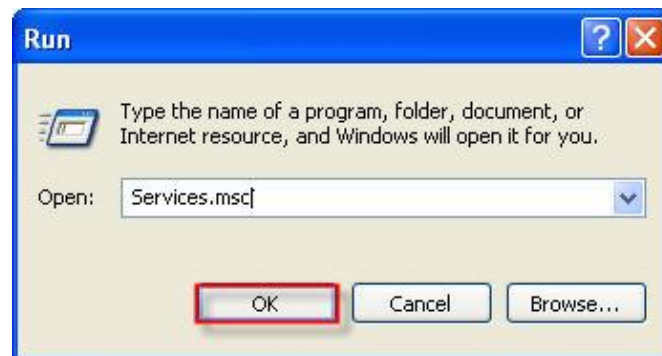 Run
Type the name of a program, folder, document, or
Internet resource, and Windows will open it for you.
Open: Services.msc
OK Cancel Browse...